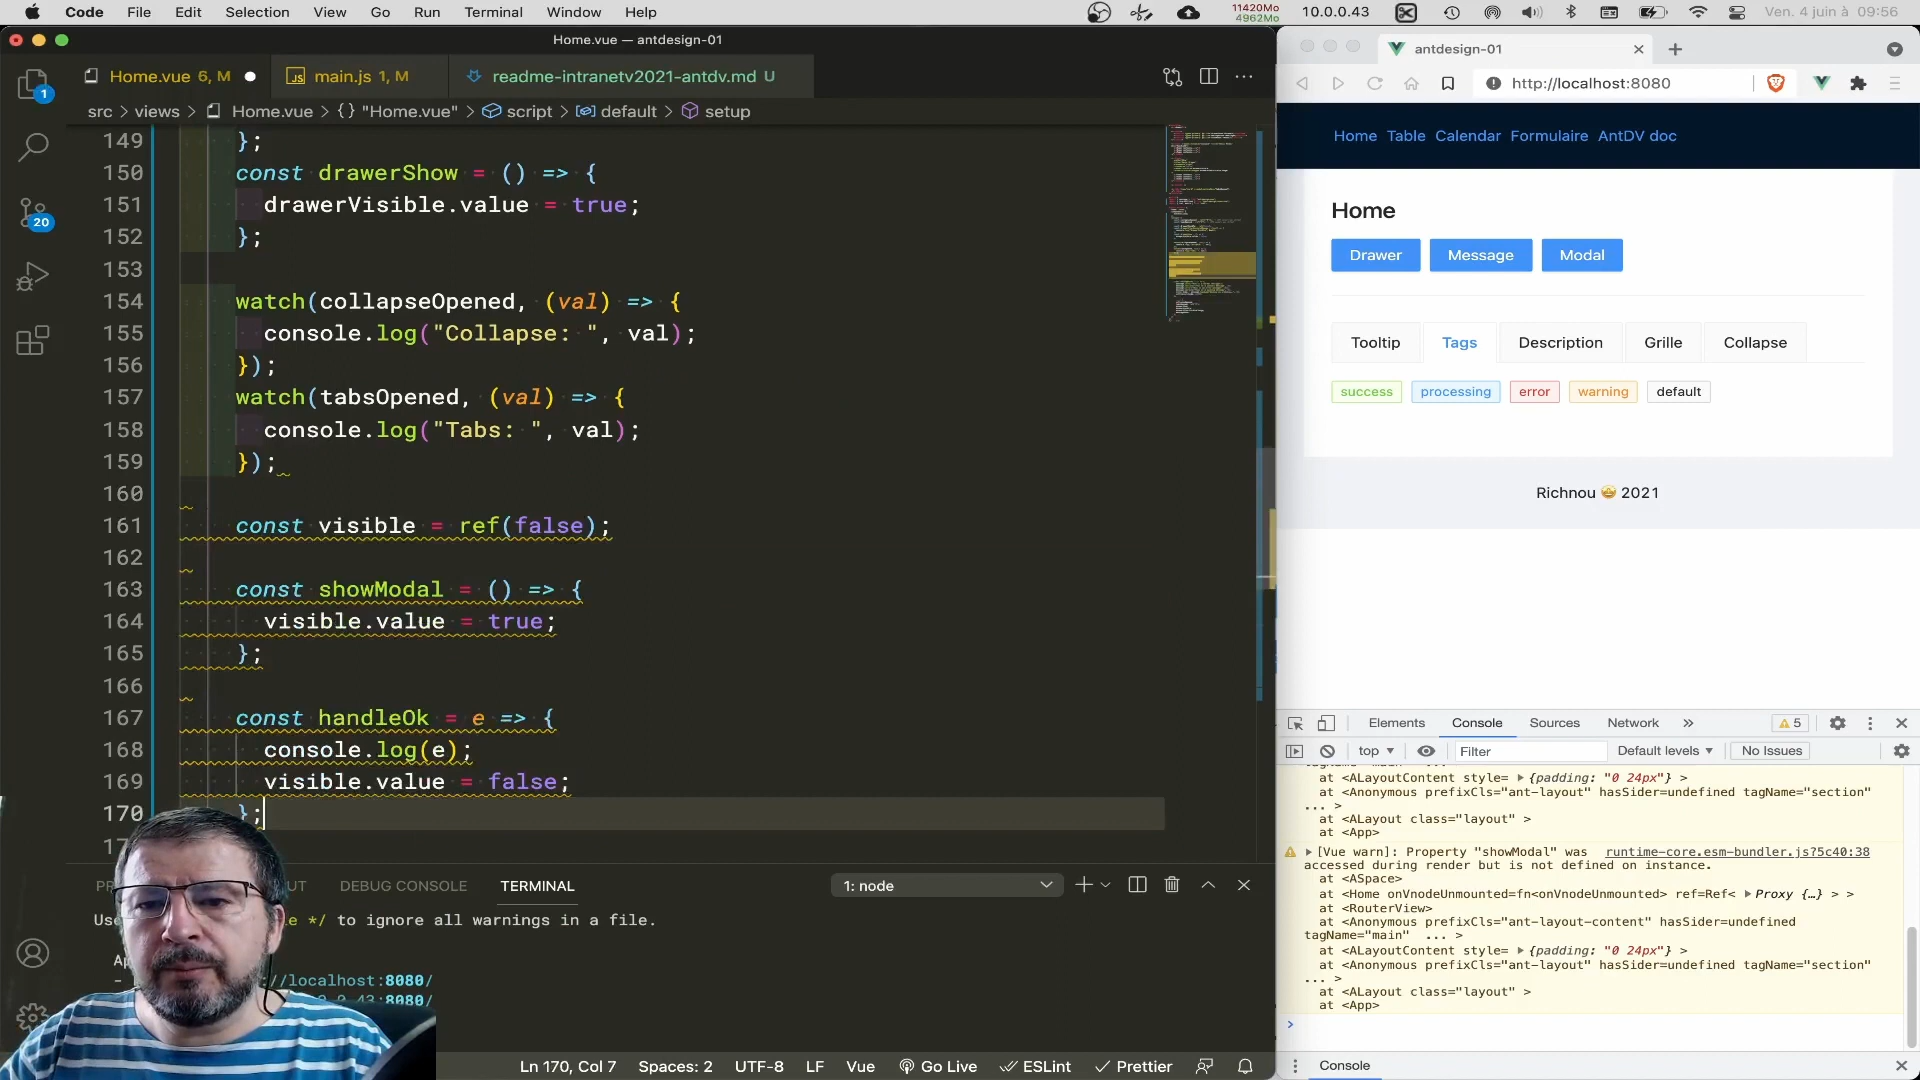 Code File Edit Selection View Go Run Terminal Window Help 11420Mo 4962Mo 10.0.0.43 Ven. 4 juin à 09:56
Home.vue — antdesign-01
Home.vue 6, M main.js 1, M readme-intranetv2021-antdv.md U
src > views > Home.vue > {} "Home.vue" > script > default > setup
149 };
150 const drawerShow = () => {
151 drawerVisible.value = true;
152 };
153
154 watch(collapseOpened, (val) => {
155 console.log("Collapse: ", val);
156 });
157 watch(tabsOpened, (val) => {
158 console.log("Tabs: ", val);
159 });
160
161 const visible = ref(false);
162
163 const showModal = () => {
164 visible.value = true;
165 };
166
167 const handleOk = e => {
168 console.log(e);
169 visible.value = false;
170 };
1
20
DEBUG CONSOLE TERMINAL 1: node
to ignore all warnings in a file.
//localhost:8080/
:8080/
Ln 170, Col 7 Spaces: 2 UTF-8 LF Vue Go Live ESLint Prettier
antdesign-01
http://localhost:8080
Home Table Calendar Formulaire AntDV doc
Home
Drawer Message Modal
Tooltip Tags Description Grille Collapse
success processing error warning default
Richnou 🤩 2021
Elements Console Sources Network » 5
top Filter Default levels No Issues
at <ALayoutContent style= {padding: "0 24px"} >
at <Anonymous prefixCls="ant-layout" hasSider=undefined tagName="section"
... >
at <ALayout class="layout" >
at <App>
[Vue warn]: Property "showModal" was runtime-core.esm-bundler.js?5c40:38
accessed during render but is not defined on instance.
at <ASpace>
at <Home onVnodeUnmounted=fn<onVnodeUnmounted> ref=Ref< Proxy {…} > >
at <RouterView>
at <Anonymous prefixCls="ant-layout-content" hasSider=undefined
tagName="main" ... >
at <ALayoutContent style= {padding: "0 24px"} >
at <Anonymous prefixCls="ant-layout" hasSider=undefined tagName="section"
... >
at <ALayout class="layout" >
at <App>
>
Console